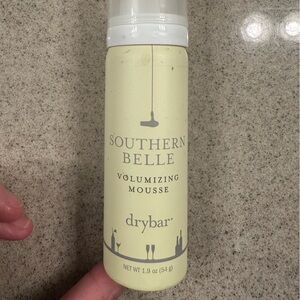 SOUTHERN
BELLE
VOLUMIZING
MOUSSE
drybar®
NET WT 1.9 oz (54 g)